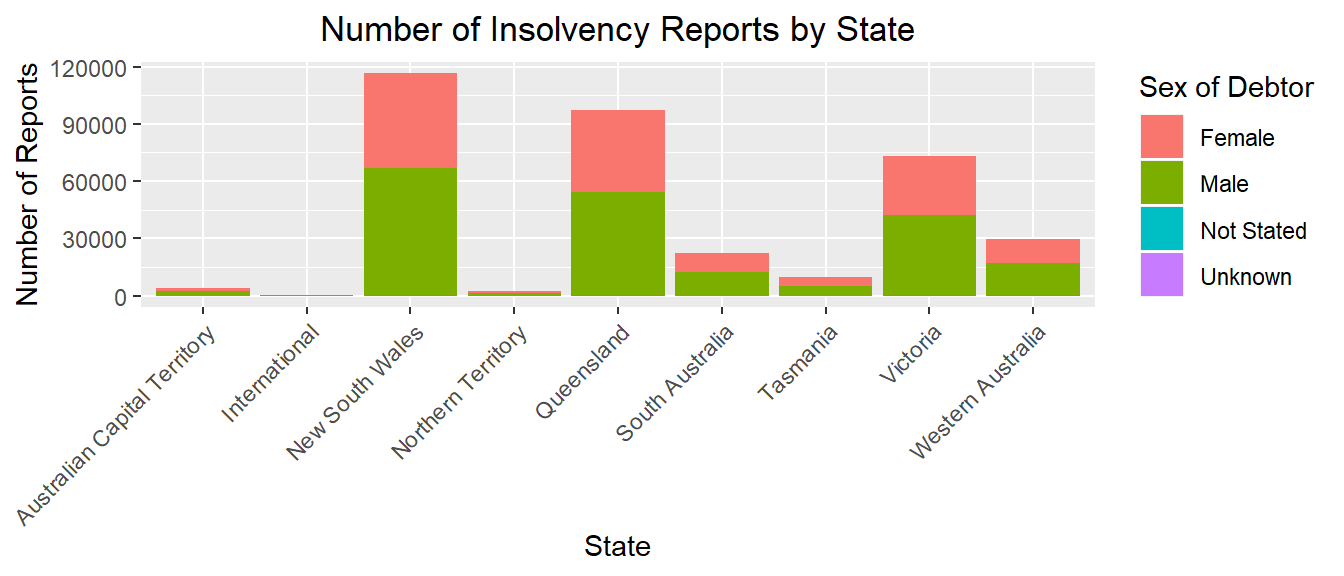 Number of Insolvency Reports by State
Number of Reports
120000
90000
60000
30000
0
Australian Capital Territory
International
New South Wales
Northern Territory
Queensland
South Australia
Tasmania
Victoria
Western Australia
State
Sex of Debtor
Female
Male
Not Stated
Unknown